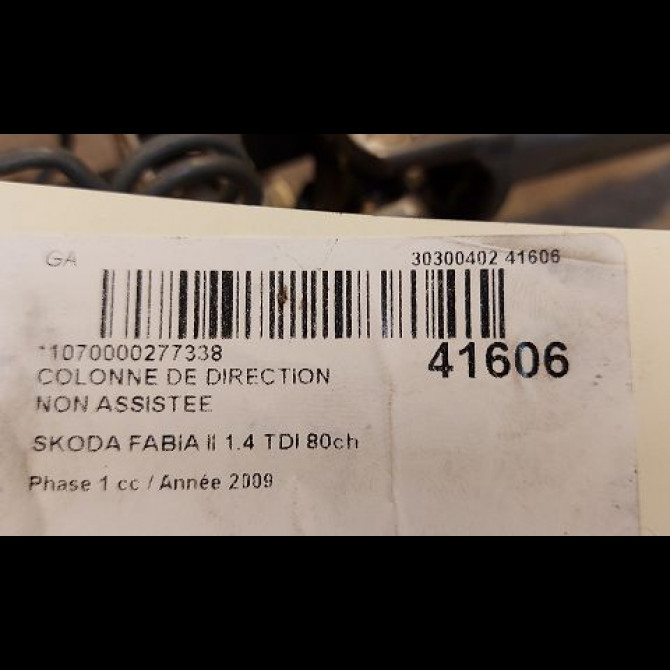 GA 30300402 41606
*1070000277338 41606
COLONNE DE DIRECTION
NON ASSISTEE
SKODA FABIA II 1.4 TDI 80ch
Phase 1 cc / Année 2009